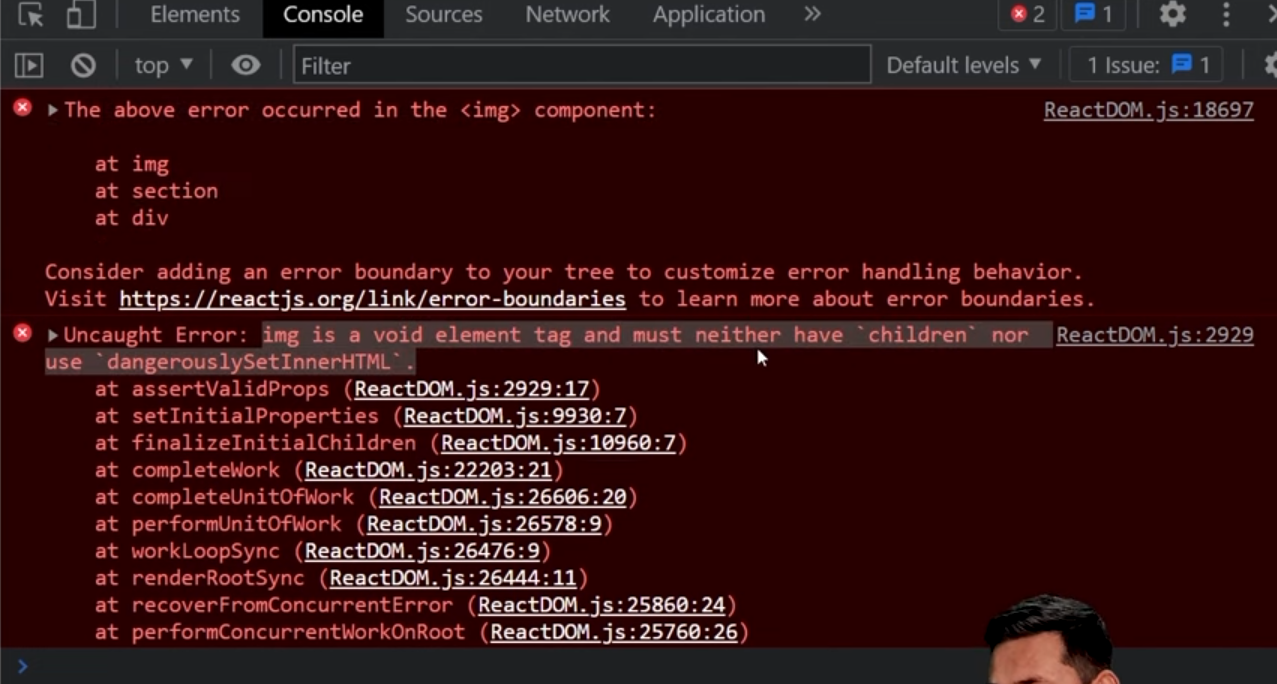 Elements Console Sources Network Application » 2 1
top ▼ Filter Default levels ▼ 1 Issue: 1
▶The above error occurred in the <img> component: ReactDOM.js:18697
at img
at section
at div
Consider adding an error boundary to your tree to customize error handling behavior.
Visit https://reactjs.org/link/error-boundaries to learn more about error boundaries.
▶Uncaught Error: img is a void element tag and must neither have `children` nor ReactDOM.js:2929
use `dangerouslySetInnerHTML`.
at assertValidProps (ReactDOM.js:2929:17)
at setInitialProperties (ReactDOM.js:9930:7)
at finalizeInitialChildren (ReactDOM.js:10960:7)
at completeWork (ReactDOM.js:22203:21)
at completeUnitOfWork (ReactDOM.js:26606:20)
at performUnitOfWork (ReactDOM.js:26578:9)
at workLoopSync (ReactDOM.js:26476:9)
at renderRootSync (ReactDOM.js:26444:11)
at recoverFromConcurrentError (ReactDOM.js:25860:24)
at performConcurrentWorkOnRoot (ReactDOM.js:25760:26)